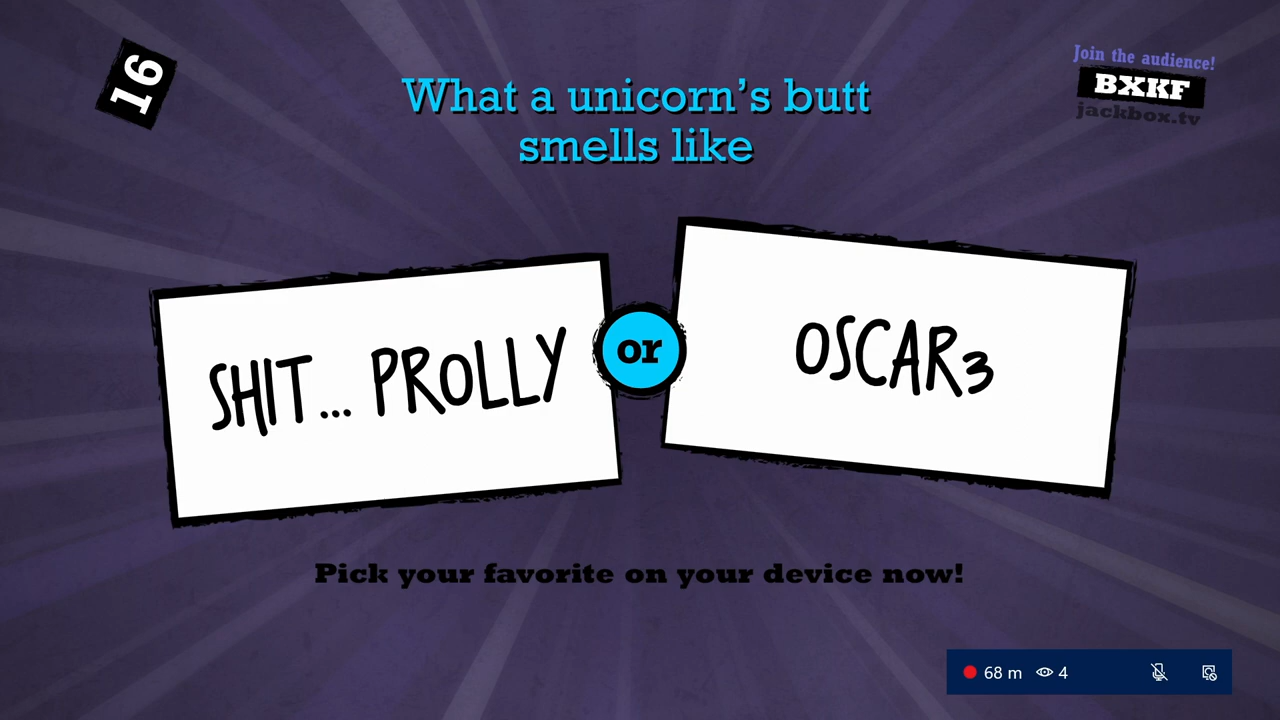 16
Join the audience!
BXKF
jackbox.tv
What a unicorn's butt
smells like
SHIT... PROLLY
or
OSCAR3
Pick your favorite on your device now!
68 m 4